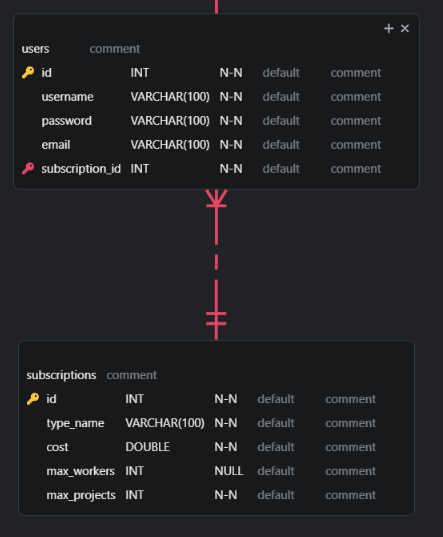 users comment
id INT N-N default comment
username VARCHAR(100) N-N default comment
password VARCHAR(100) N-N default comment
email VARCHAR(100) N-N default comment
subscription_id INT N-N default comment
subscriptions comment
id INT N-N default comment
type_name VARCHAR(100) N-N default comment
cost DOUBLE N-N default comment
max_workers INT NULL default comment
max_projects INT N-N default comment